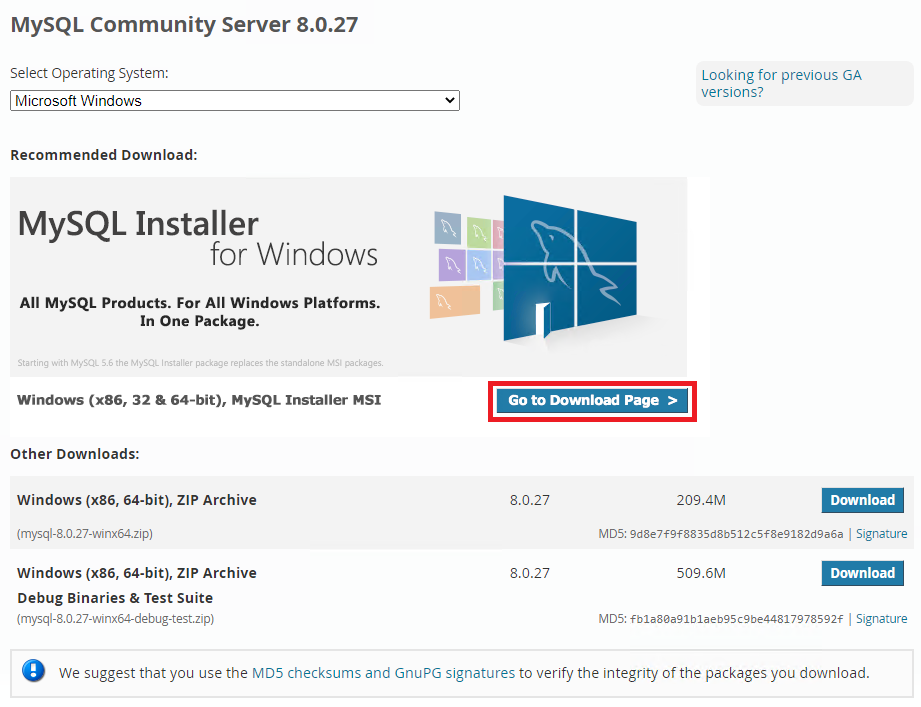 MySQL Community Server 8.0.27
Select Operating System:
Microsoft Windows
Looking for previous GA
versions?
Recommended Download:
MySQL Installer
for Windows
All MySQL Products. For All Windows Platforms.
In One Package.
Starting with MySQL 5.6 the MySQL Installer package replaces the standalone MSI packages.
Windows (x86, 32 & 64-bit), MySQL Installer MSI
Go to Download Page >
Other Downloads:
Windows (x86, 64-bit), ZIP Archive 8.0.27 209.4M Download
(mysql-8.0.27-winx64.zip) MD5: 9d8e7f9f8835d8b512c5f8e9182d9a6a | Signature
Windows (x86, 64-bit), ZIP Archive 8.0.27 509.6M Download
Debug Binaries & Test Suite
(mysql-8.0.27-winx64-debug-test.zip) MD5: fb1a80a91b1aeb95c9be44817978592f | Signature
We suggest that you use the MD5 checksums and GnuPG signatures to verify the integrity of the packages you download.